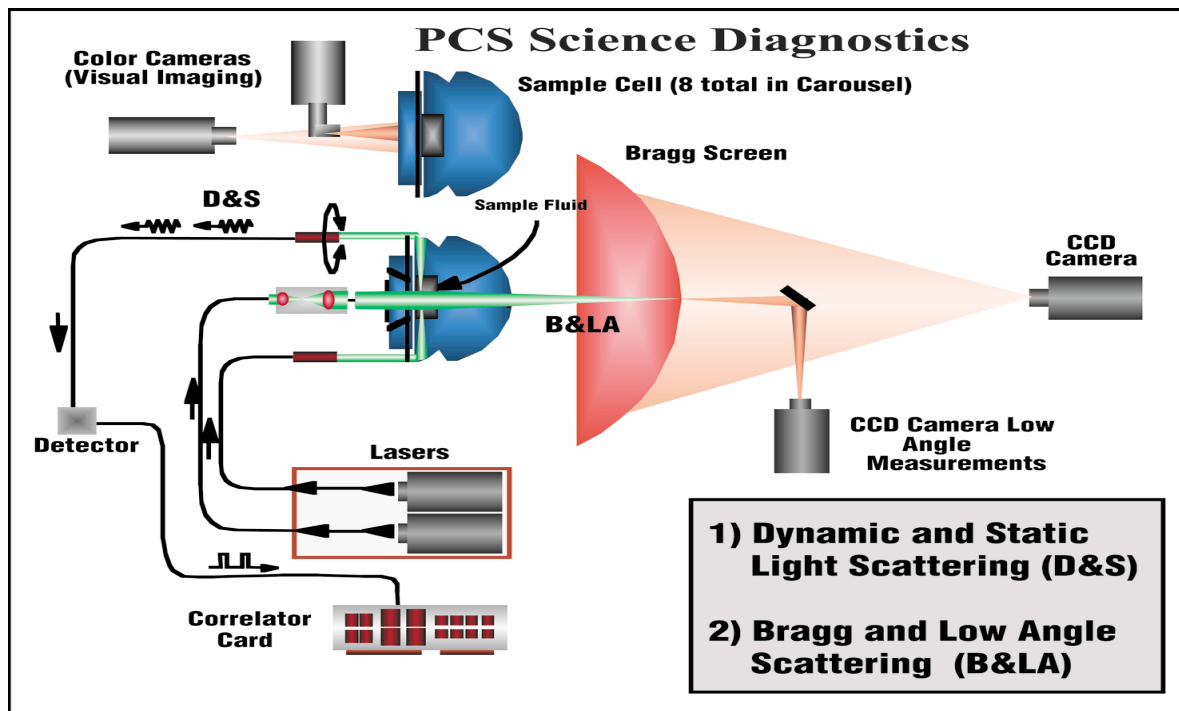 PCS Science Diagnostics
Color Cameras
(Visual Imaging)
Sample Cell (8 total in Carousel)
Bragg Screen
D&S
Sample Fluid
CCD
Camera
B&LA
Detector
Lasers
CCD Camera Low
Angle
Measurements
Correlator
Card
1) Dynamic and Static
Light Scattering (D&S)
2) Bragg and Low Angle
Scattering (B&LA)